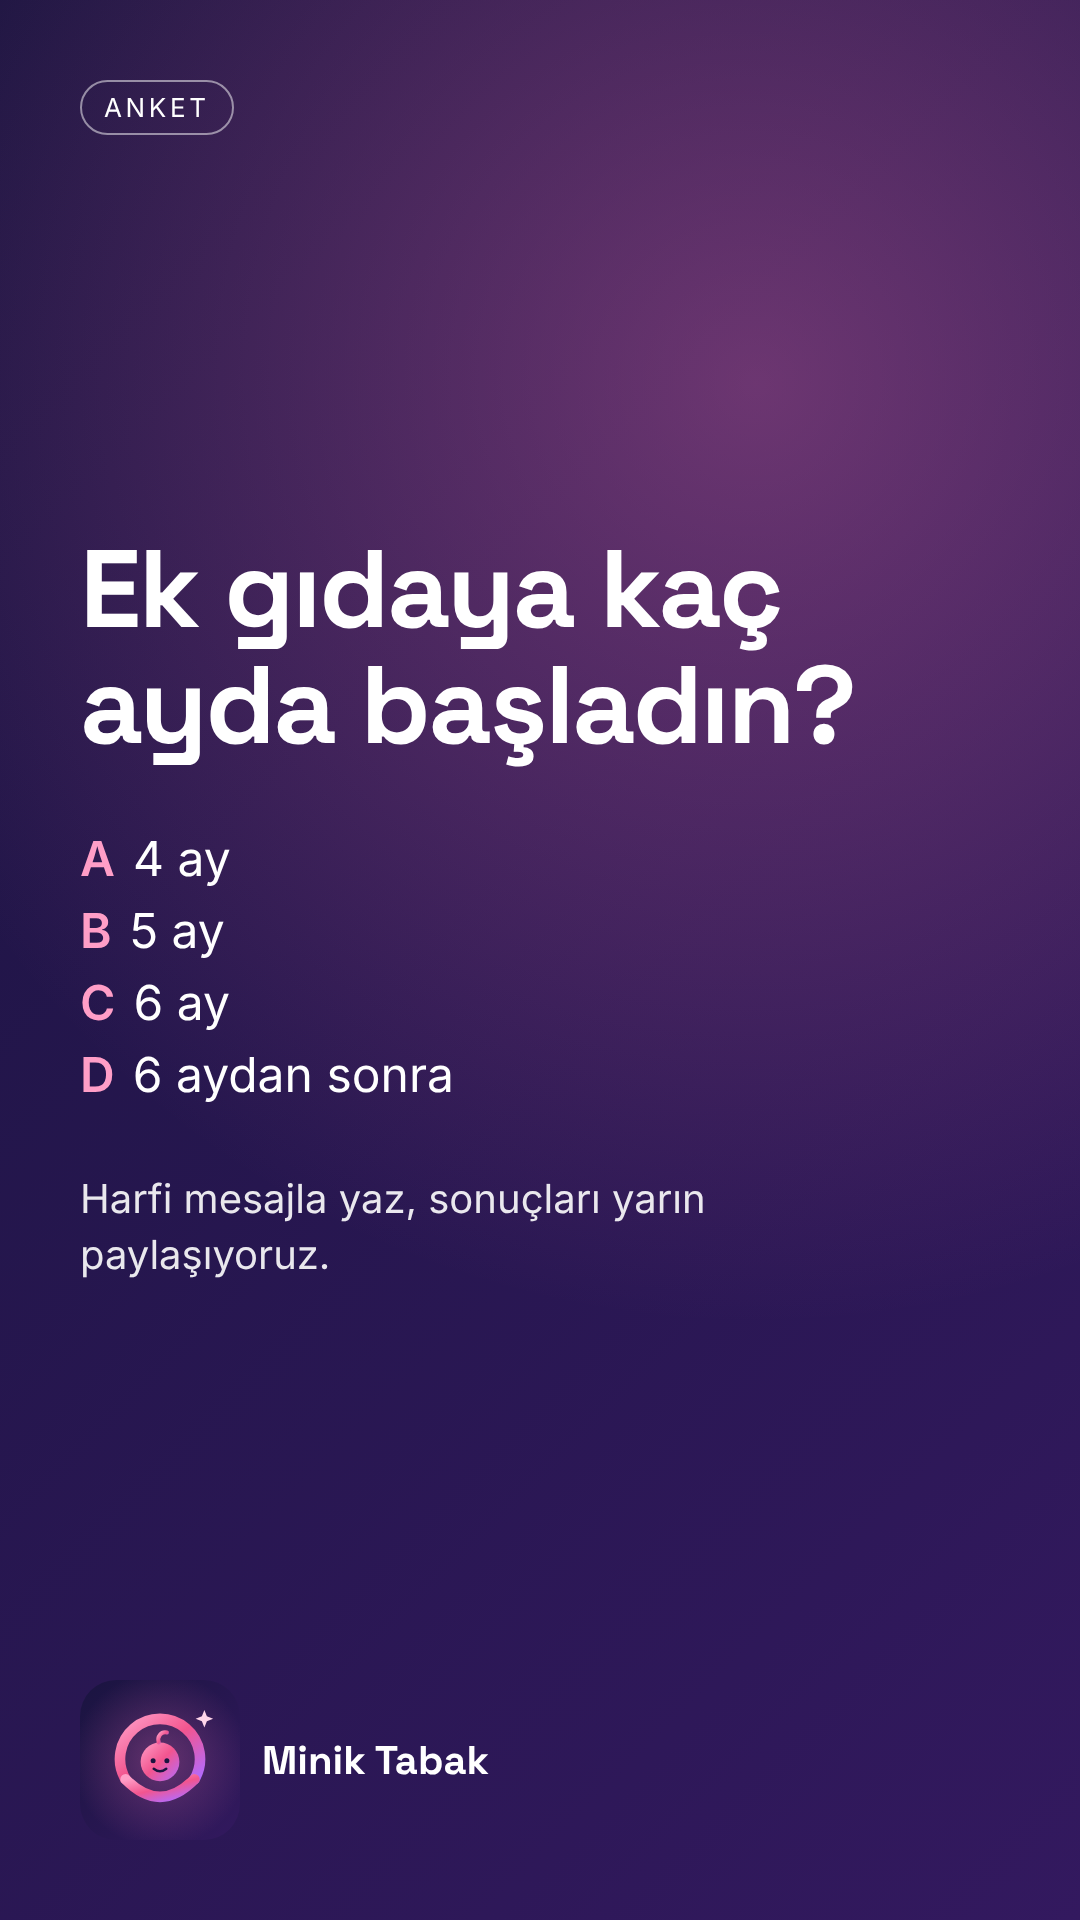 ANKET
Ek gıdaya kaç
ayda başladın?
A 4 ay
B 5 ay
C 6 ay
D 6 aydan sonra
Harfi mesajla yaz, sonuçları yarın
paylaşıyoruz.
Minik Tabak